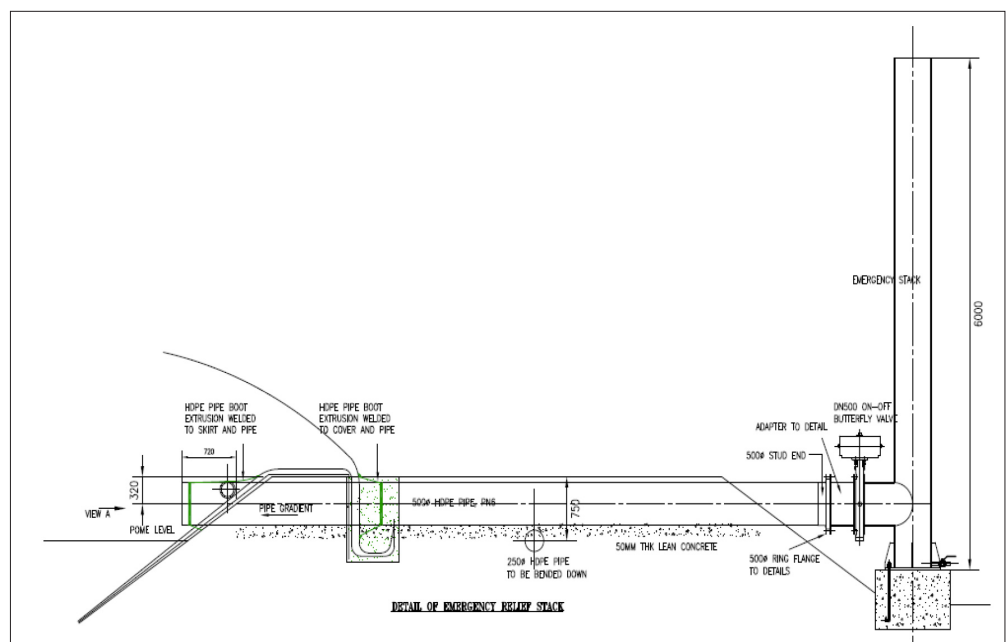 EMERGENCY STACK
6000
HDPE PIPE BOOT
EXTRUSION WELDED
TO SKIRT AND PIPE
HDPE PIPE BOOT
EXTRUSION WELDED
TO COVER AND PIPE
DN500 ON-OFF
BUTTERFLY VALVE
ADAPTER TO DETAIL
500ø STUD END
720
320
VIEW A
PIPE GRADIENT
500ø HDPE PIPE, PN6
750
POME LEVEL
250ø HDPE PIPE
TO BE BENDED DOWN
50MM THK LEAN CONCRETE
500ø RING FLANGE
TO DETAILS
DETAIL OF EMERGENCY RELIEF STACK